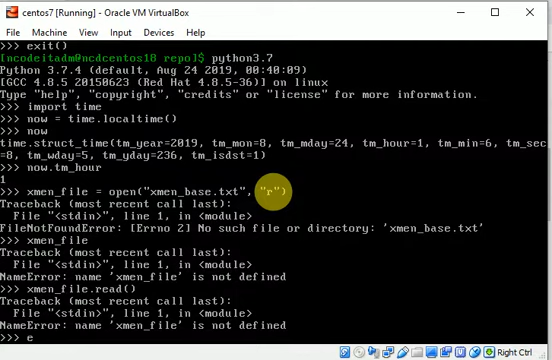 centos7 [Running] - Oracle VM VirtualBox
File Machine View Input Devices Help
>>> exit()
[ncodeitadm@ncdcentos18 repo]$ python3.7
Python 3.7.4 (default, Aug 24 2019, 00:40:09)
[GCC 4.8.5 20150623 (Red Hat 4.8.5-36)] on linux
Type "help", "copyright", "credits" or "license" for more information.
>>> import time
>>> now = time.localtime()
>>> now
time.struct_time(tm_year=2019, tm_mon=8, tm_mday=24, tm_hour=1, tm_min=6, tm_sec
=8, tm_wday=5, tm_yday=236, tm_isdst=1)
>>> now.tm_hour
1
>>> xmen_file = open("xmen_base.txt", "r")
Traceback (most recent call last):
  File "<stdin>", line 1, in <module>
FileNotFoundError: [Errno 2] No such file or directory: 'xmen_base.txt'
>>> xmen_file
Traceback (most recent call last):
  File "<stdin>", line 1, in <module>
NameError: name 'xmen_file' is not defined
>>> xmen_file.read()
Traceback (most recent call last):
  File "<stdin>", line 1, in <module>
NameError: name 'xmen_file' is not defined
>>> e
Right Ctrl